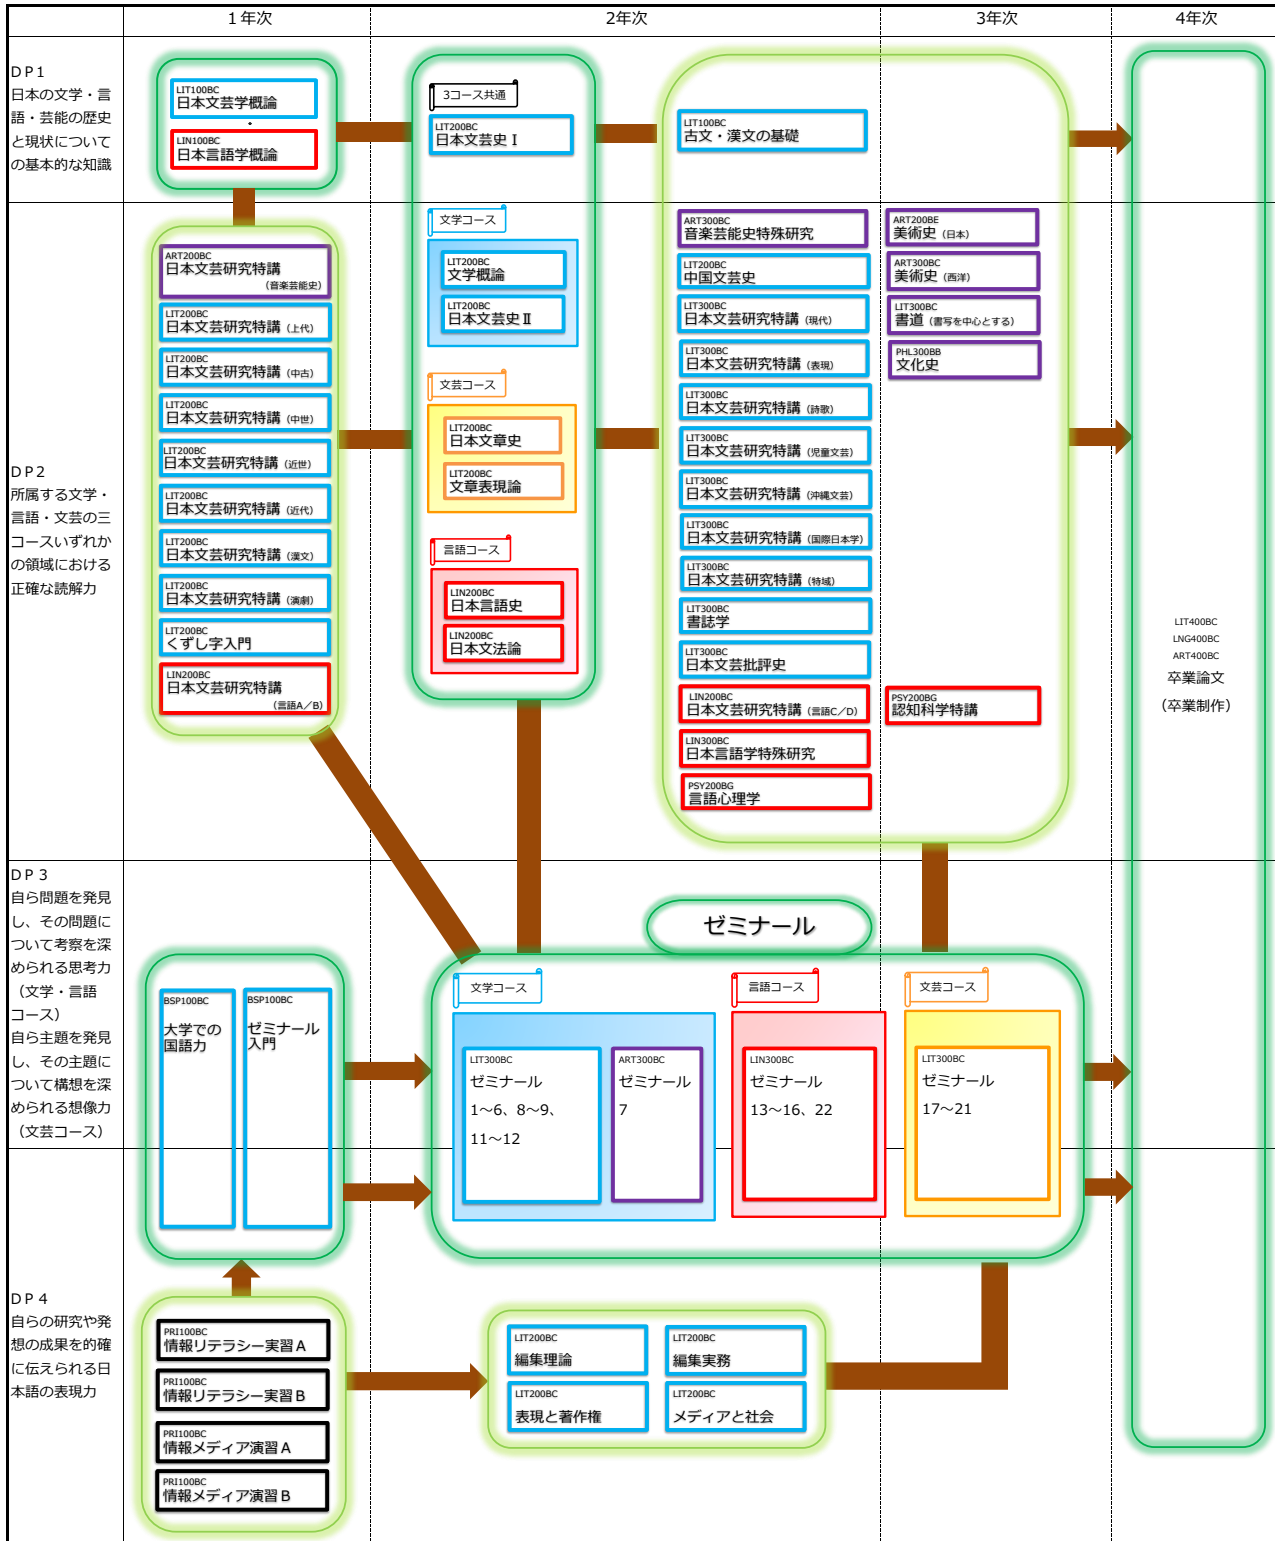 1年次
2年次
3年次
4年次
DP1
日本の文学・言
語・芸能の歴史
と現状について
の基本的な知識
LIT100BC
日本文芸学概論
・
LIN100BC
日本言語学概論
3コース共通
LIT200BC
日本文芸史Ⅰ
LIT100BC
古文・漢文の基礎
DP2
所属する文学・
言語・文芸の三
コースいずれか
の領域における
正確な読解力
ART200BC
日本文芸研究特講
(音楽芸能史)
LIT200BC
日本文芸研究特講(上代)
LIT200BC
日本文芸研究特講(中古)
LIT200BC
日本文芸研究特講(中世)
LIT200BC
日本文芸研究特講(近世)
LIT200BC
日本文芸研究特講(近代)
LIT200BC
日本文芸研究特講(漢文)
LIT200BC
日本文芸研究特講(演劇)
LIT200BC
くずし字入門
LIN200BC
日本文芸研究特講
(言語A/B)
文学コース
LIT200BC
文学概論
LIT200BC
日本文芸史Ⅱ
文芸コース
LIT200BC
日本文章史
LIT200BC
文章表現論
言語コース
LIN200BC
日本言語史
LIN200BC
日本文法論
ART300BC
音楽芸能史特殊研究
LIT200BC
中国文芸史
LIT300BC
日本文芸研究特講(現代)
LIT300BC
日本文芸研究特講(表現)
LIT300BC
日本文芸研究特講(詩歌)
LIT300BC
日本文芸研究特講(児童文芸)
LIT300BC
日本文芸研究特講(沖縄文芸)
LIT300BC
日本文芸研究特講(国際日本学)
LIT300BC
日本文芸研究特講(特域)
LIT300BC
書誌学
LIT300BC
日本文芸批評史
LIN200BC
日本文芸研究特講(言語C/D)
LIN300BC
日本言語学特殊研究
PSY200BG
言語心理学
ART200BE
美術史(日本)
ART300BC
美術史(西洋)
LIT300BC
書道(書写を中心とする)
PHL300BB
文化史
PSY200BG
認知科学特講
LIT400BC
LNG400BC
ART400BC
卒業論文
(卒業制作)
DP3
自ら問題を発見
し、その問題に
ついて考察を深
められる思考力
(文学・言語
コース)
自ら主題を発見
し、その主題に
ついて構想を深
められる想像力
(文芸コース)
BSP100BC
大学での
国語力
BSP100BC
ゼミナール
入門
ゼミナール
文学コース
LIT300BC
ゼミナール
1～6、8～9、
11～12
ART300BC
ゼミナール
7
言語コース
LIN300BC
ゼミナール
13～16、22
文芸コース
LIT300BC
ゼミナール
17～21
DP4
自らの研究や発
想の成果を的確
に伝えられる日
本語の表現力
PRI100BC
情報リテラシー実習A
PRI100BC
情報リテラシー実習B
PRI100BC
情報メディア演習A
PRI100BC
情報メディア演習B
LIT200BC
編集理論
LIT200BC
編集実務
LIT200BC
表現と著作権
LIT200BC
メディアと社会